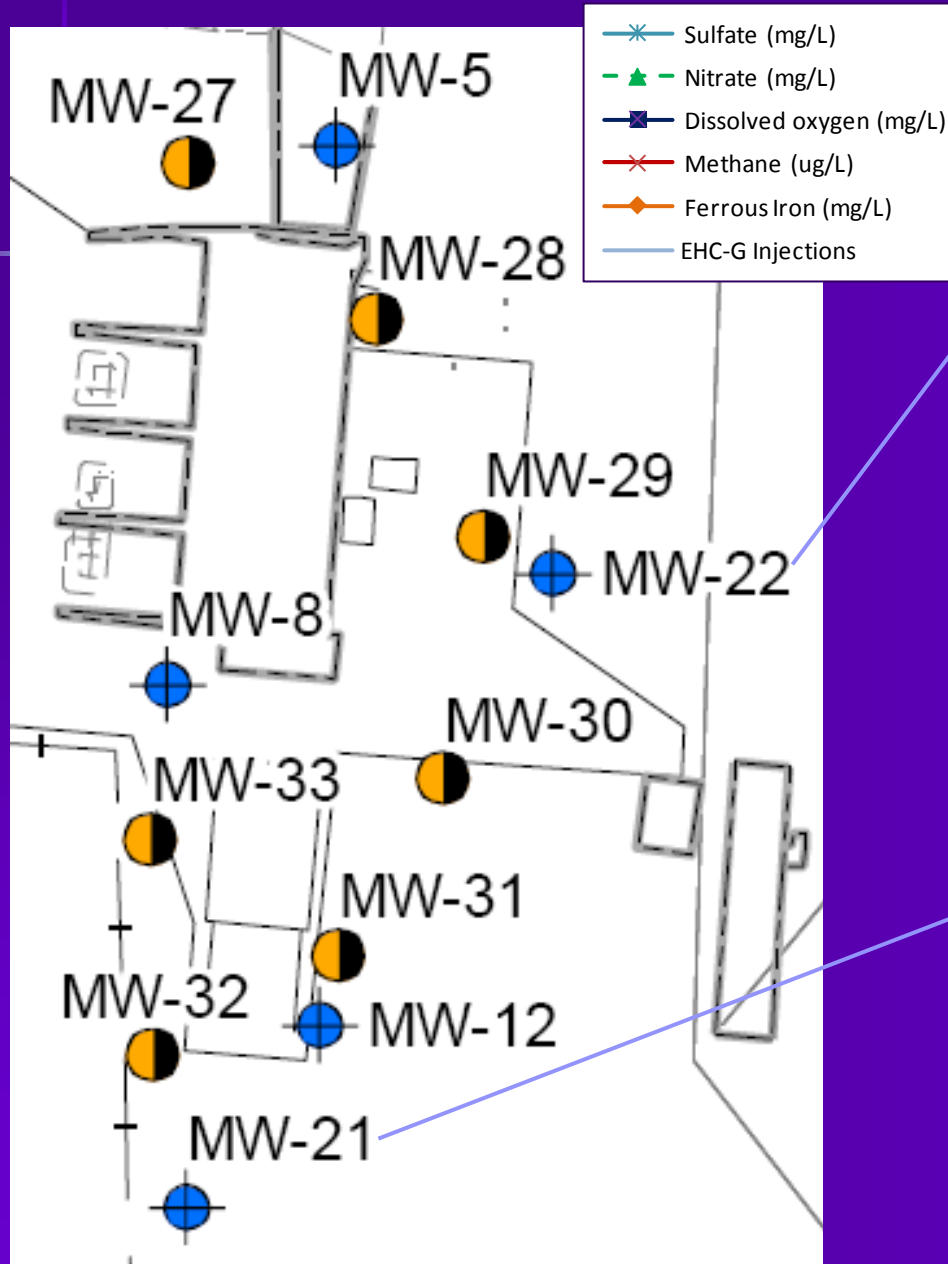 Sulfate (mg/L)
Nitrate (mg/L)
Dissolved oxygen (mg/L)
Methane (ug/L)
Ferrous Iron (mg/L)
EHC-G Injections
MW-5
MW-27
MW-28
MW-29
MW-22
MW-8
MW-30
MW-33
MW-31
MW-32
MW-12
MW-21